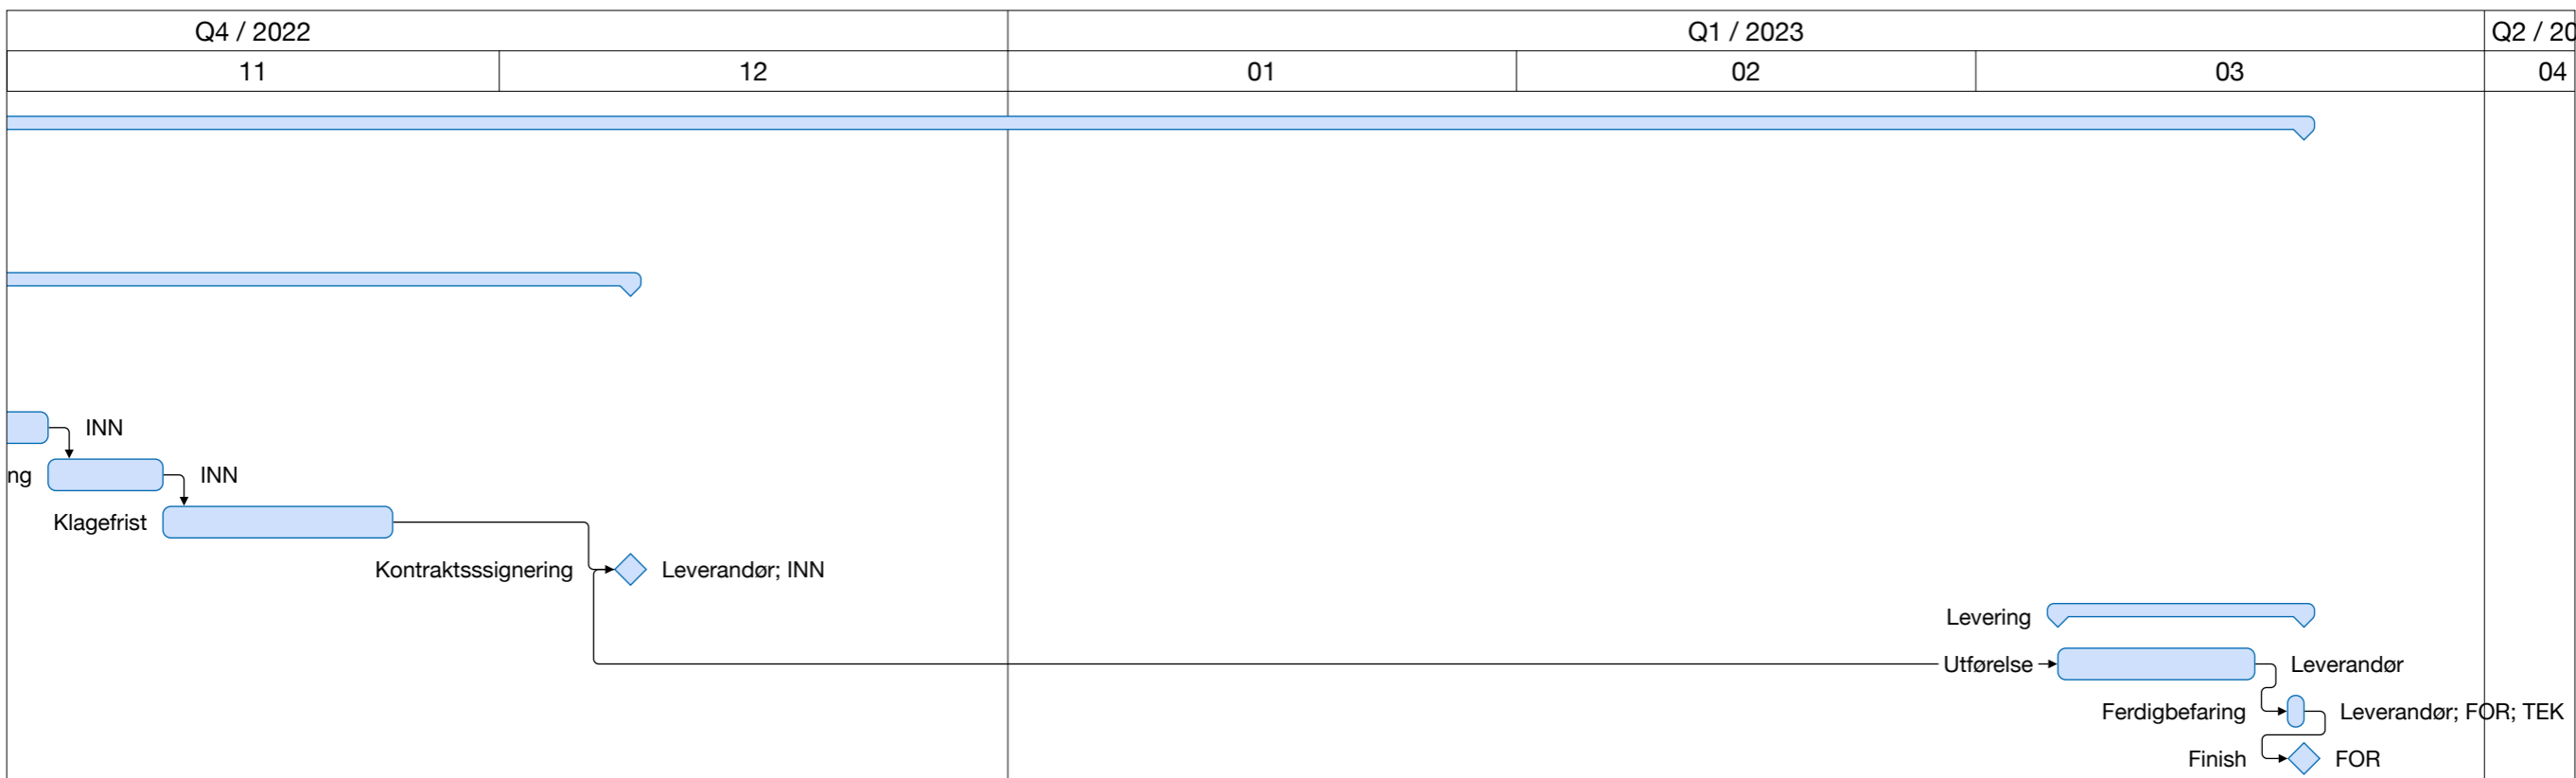 Q4 / 2022 Q1 / 2023 Q2 / 20
11 12 01 02 03 04
INN
ng INN
Klagefrist
Kontraktsssignering Leverandør; INN
Levering
Utførelse Leverandør
Ferdigbefaring Leverandør; FOR; TEK
Finish FOR